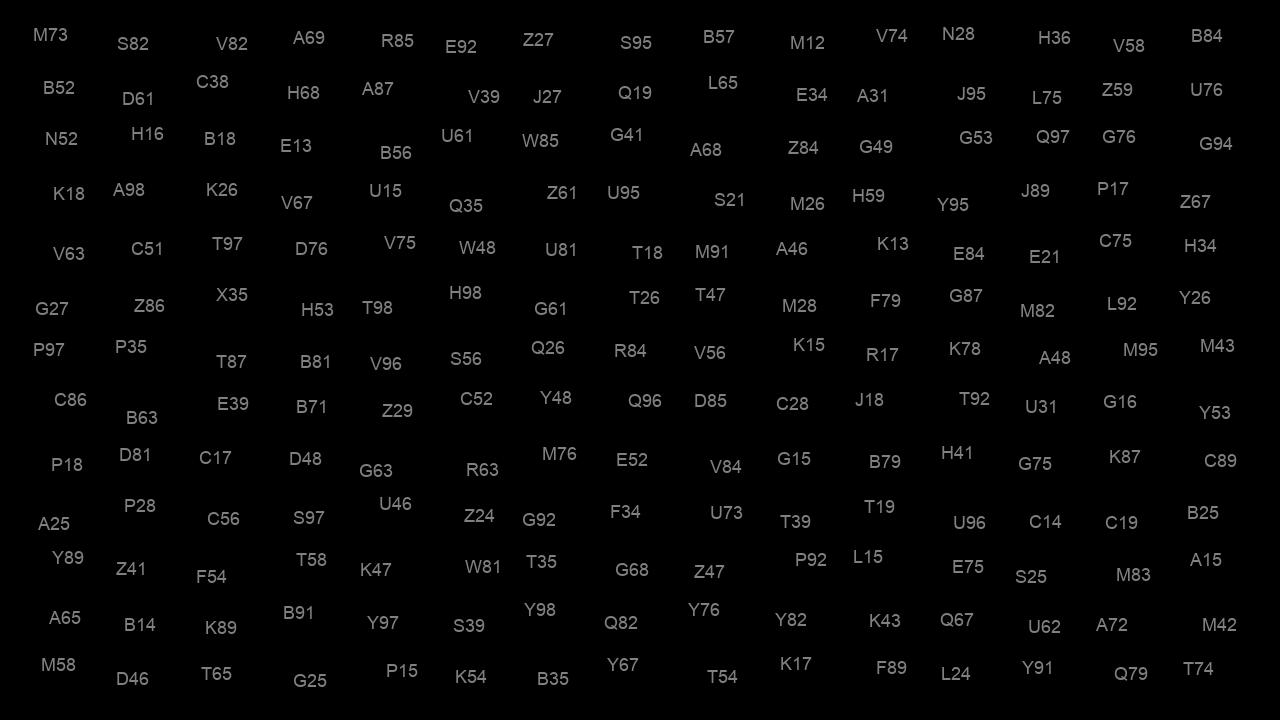 M73 S82 V82 A69 R85 E92 Z27 S95 B57 M12 V74 N28 H36 V58 B84
B52 D61 C38 H68 A87 V39 J27 Q19 L65 E34 A31 J95 L75 Z59 U76
N52 H16 B18 E13 B56 U61 W85 G41 A68 Z84 G49 G53 Q97 G76 G94
K18 A98 K26 V67 U15 Q35 Z61 U95 S21 M26 H59 Y95 J89 P17 Z67
V63 C51 T97 D76 V75 W48 U81 T18 M91 A46 K13 E84 E21 C75 H34
G27 Z86 X35 H53 T98 H98 G61 T26 T47 M28 F79 G87 M82 L92 Y26
P97 P35 T87 B81 V96 S56 Q26 R84 V56 K15 R17 K78 A48 M95 M43
C86 B63 E39 B71 Z29 C52 Y48 Q96 D85 C28 J18 T92 U31 G16 Y53
P18 D81 C17 D48 G63 R63 M76 E52 V84 G15 B79 H41 G75 K87 C89
A25 P28 C56 S97 U46 Z24 G92 F34 U73 T39 T19 U96 C14 C19 B25
Y89 Z41 F54 T58 K47 W81 T35 G68 Z47 P92 L15 E75 S25 M83 A15
A65 B14 K89 B91 Y97 S39 Y98 Q82 Y76 Y82 K43 Q67 U62 A72 M42
M58 D46 T65 G25 P15 K54 B35 Y67 T54 K17 F89 L24 Y91 Q79 T74